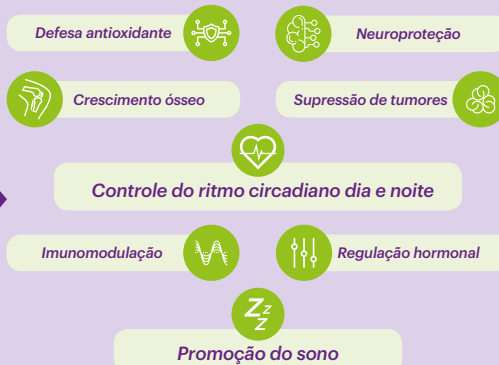 Defesa antioxidante
Neuroproteção
Crescimento ósseo
Supressão de tumores
Controle do ritmo circadiano dia e noite
Imunomodulação
Regulação hormonal
Zzz
Promoção do sono